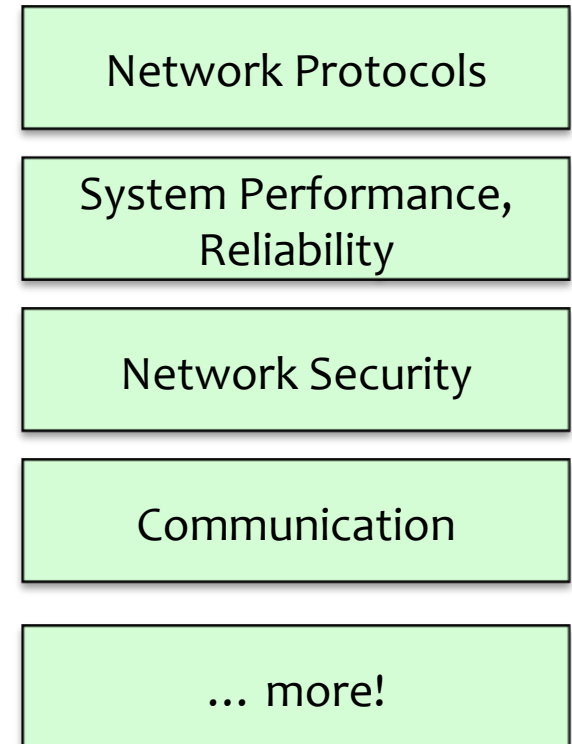 Network Protocols
System Performance,
Reliability
Network Security
Communication
... more!